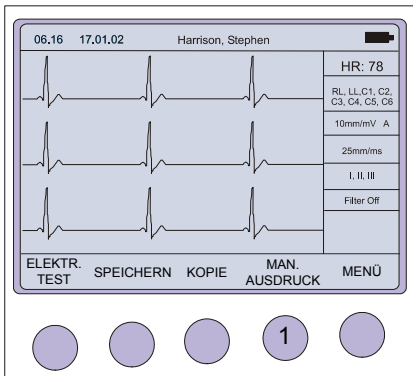 06.16 17.01.02 Harrison, Stephen
HR: 78
RL, LL,C1, C2,
C3, C4, C5, C6
10mm/mV A
25mm/ms
I, II, III
Filter Off
ELEKTR.
TEST
SPEICHERN
KOPIE
MAN.
AUSDRUCK
MENÜ
1